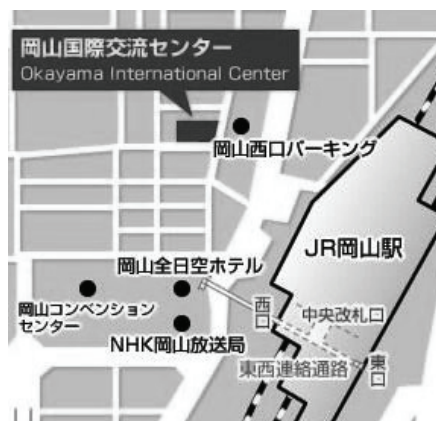 岡山国際交流センター
Okayama International Center
岡山西口パーキング
JR岡山駅
岡山全日空ホテル
西口
中央改札口
岡山コンベンション
センター
NHK岡山放送局
東西連絡通路
東口